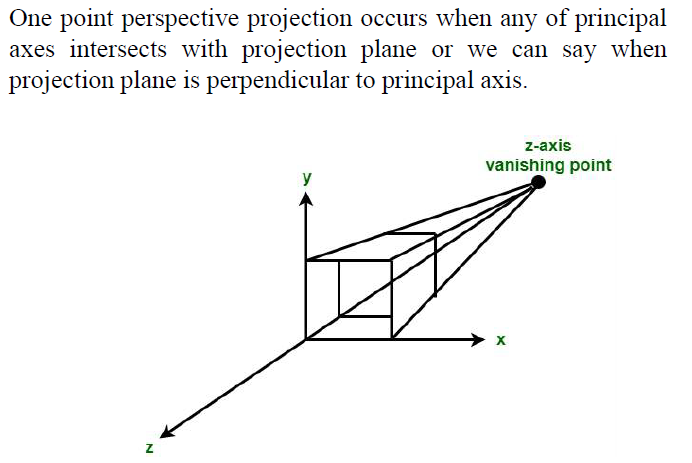 One point perspective projection occurs when any of principal
axes intersects with projection plane or we can say when
projection plane is perpendicular to principal axis.
z-axis
vanishing point
y
x
z